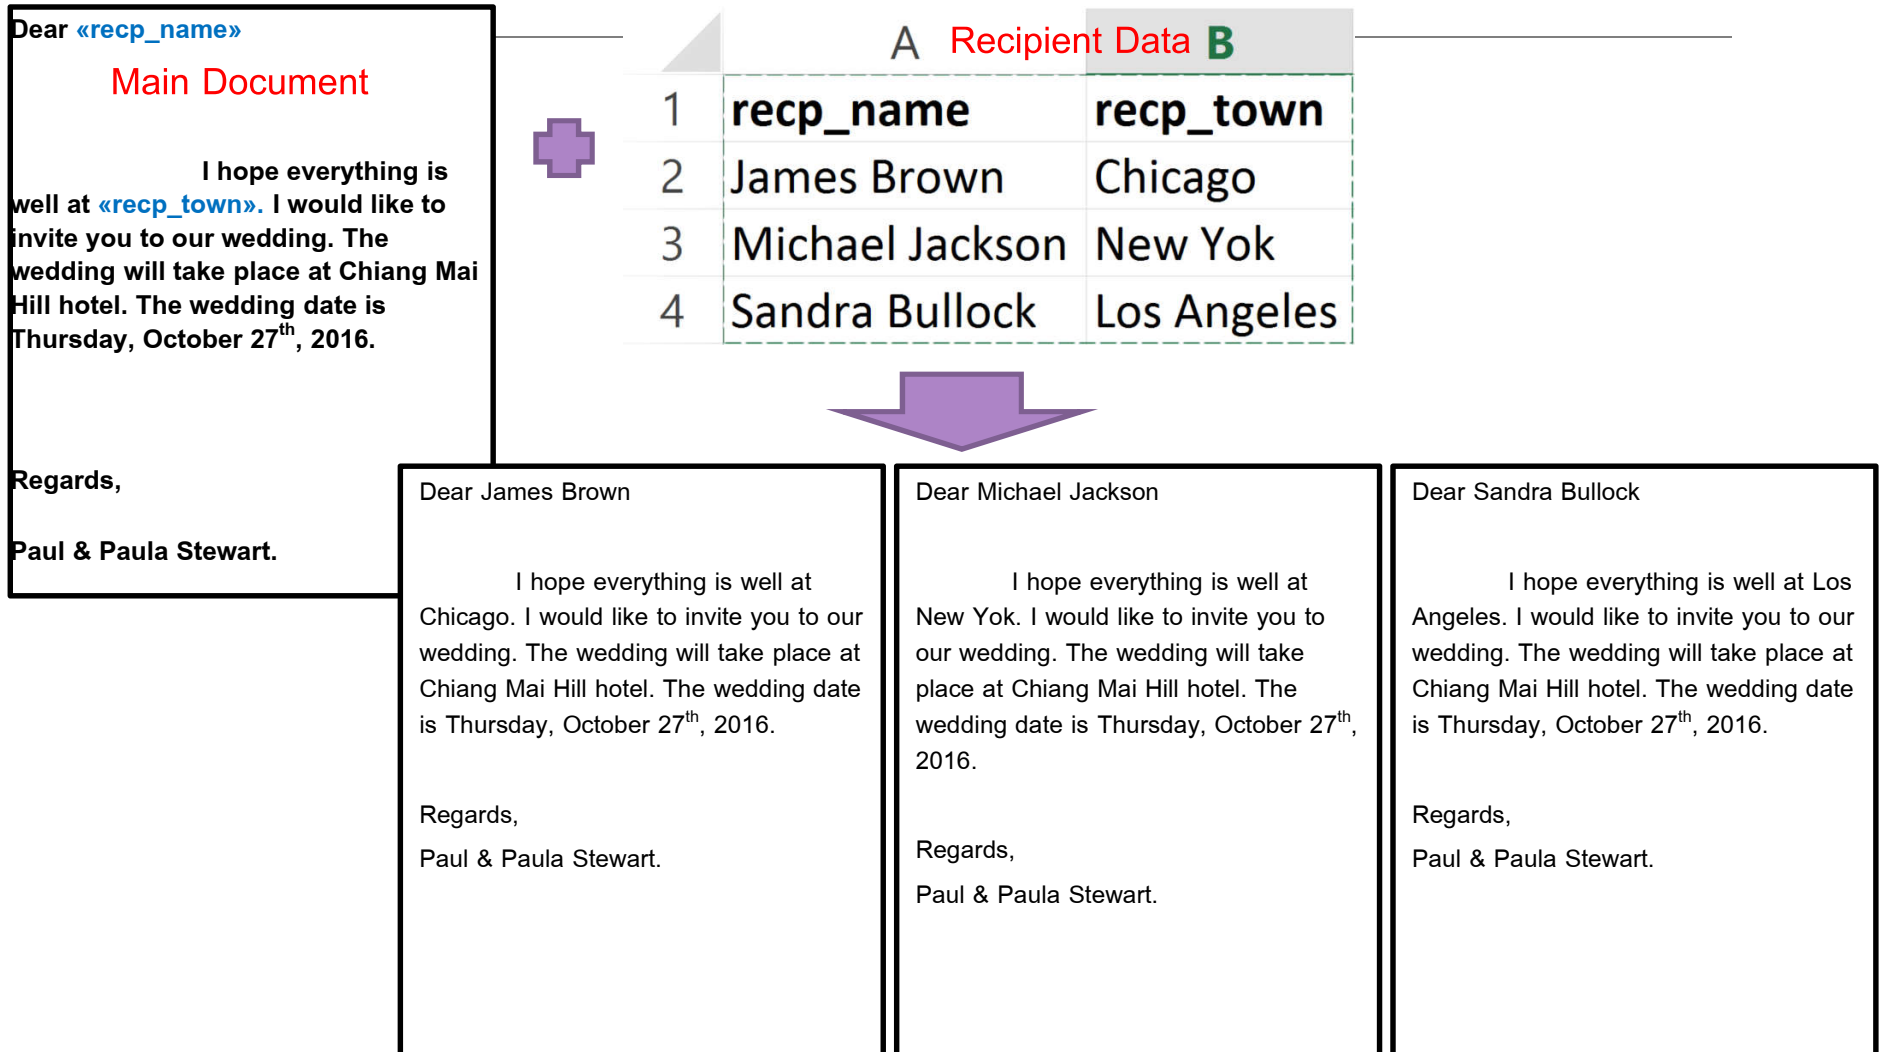 Dear «recp_name»
Main Document
I hope everything is
well at «recp_town». I would like to
invite you to our wedding. The
wedding will take place at Chiang Mai
Hill hotel. The wedding date is
Thursday, October 27th, 2016.
Regards,
Paul & Paula Stewart.
A Recipient Data B
1 recp_name recp_town
2 James Brown Chicago
3 Michael Jackson New Yok
4 Sandra Bullock Los Angeles
Dear James Brown
I hope everything is well at
Chicago. I would like to invite you to our
wedding. The wedding will take place at
Chiang Mai Hill hotel. The wedding date
is Thursday, October 27th, 2016.
Regards,
Paul & Paula Stewart.
Dear Michael Jackson
I hope everything is well at
New Yok. I would like to invite you to
our wedding. The wedding will take
place at Chiang Mai Hill hotel. The
wedding date is Thursday, October 27th,
2016.
Regards,
Paul & Paula Stewart.
Dear Sandra Bullock
I hope everything is well at Los
Angeles. I would like to invite you to our
wedding. The wedding will take place at
Chiang Mai Hill hotel. The wedding date
is Thursday, October 27th, 2016.
Regards,
Paul & Paula Stewart.